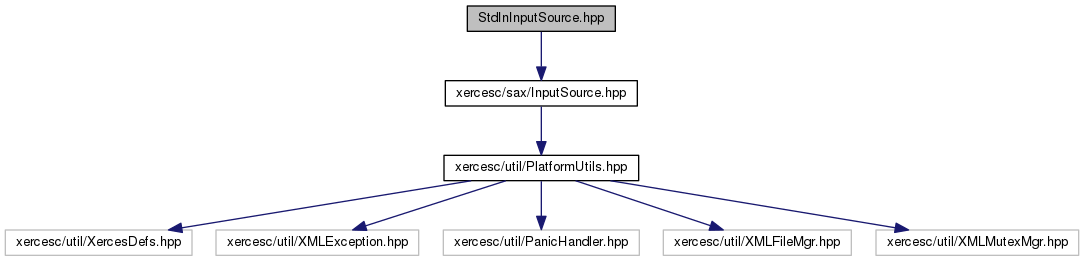 StdInInputSource.hpp
xercesc/sax/InputSource.hpp
xercesc/util/PlatformUtils.hpp
xercesc/util/XercesDefs.hpp
xercesc/util/XMLException.hpp
xercesc/util/PanicHandler.hpp
xercesc/util/XMLFileMgr.hpp
xercesc/util/XMLMutexMgr.hpp